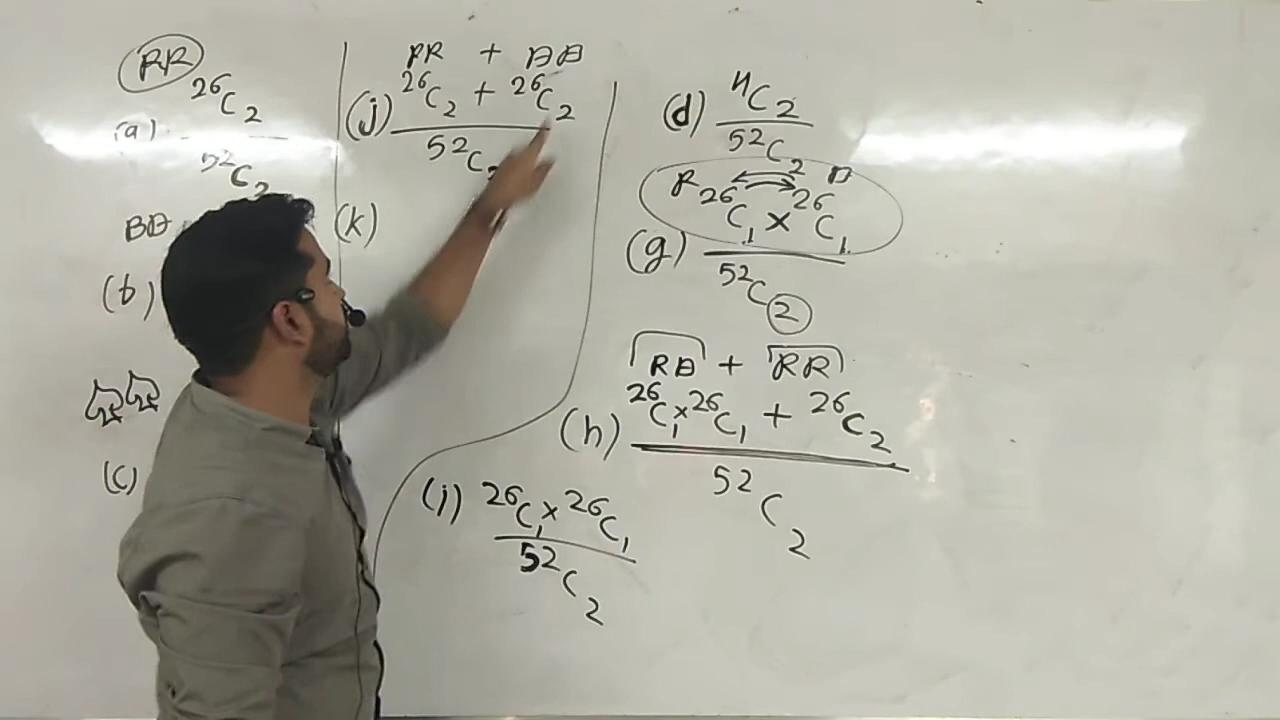 RR
²⁶C₂
(a)
⁵²C₂
BB
(b)
(c)
RR + BB
(j) ²⁶C₂ + ²⁶C₂
⁵²C₂
(k)
(d) ⁴C₂
⁵²C₂
R B
²⁶C₁ × ²⁶C₁
(g)
⁵²C₂
RB + RR
²⁶C₁ × ²⁶C₁ + ²⁶C₂
(h)
⁵²C₂
(i) ²⁶C₁ × ²⁶C₁
⁵²C₂